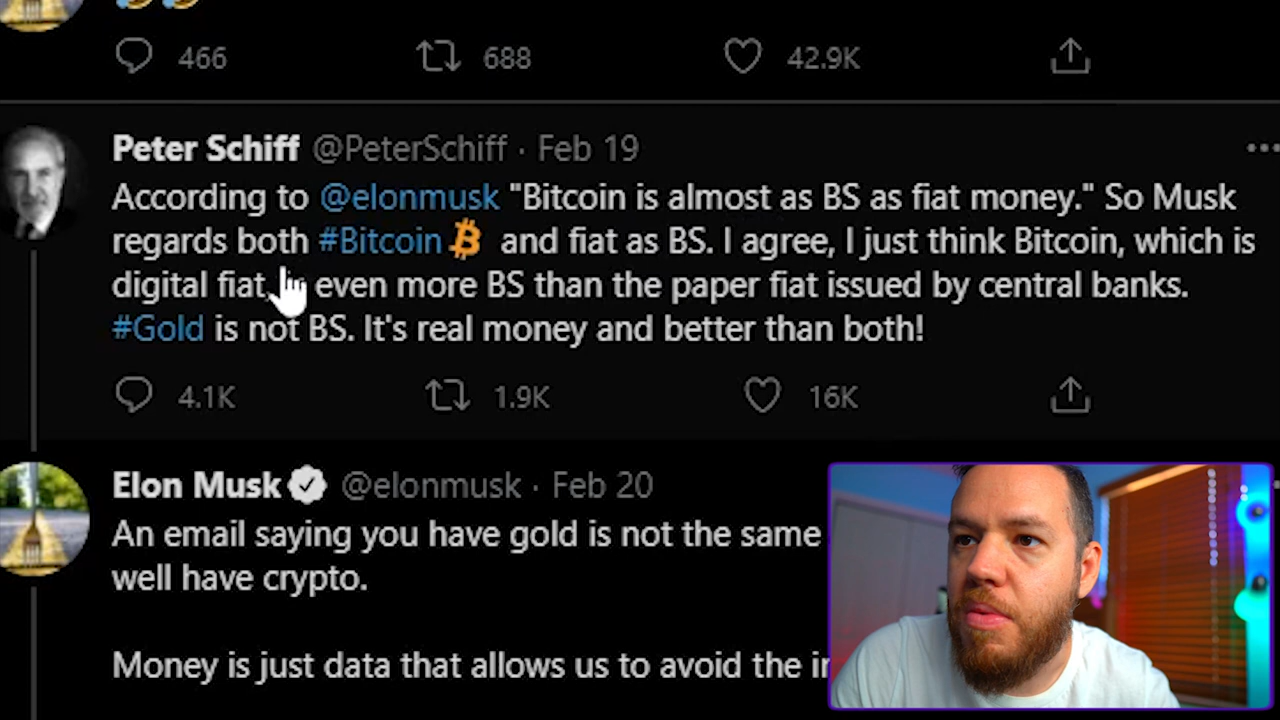 466 688 42.9K
Peter Schiff @PeterSchiff · Feb 19
According to @elonmusk "Bitcoin is almost as BS as fiat money." So Musk
regards both #Bitcoin and fiat as BS. I agree, I just think Bitcoin, which is
digital fiat, even more BS than the paper fiat issued by central banks.
#Gold is not BS. It's real money and better than both!
4.1K 1.9K 16K
Elon Musk @elonmusk · Feb 20
An email saying you have gold is not the same
well have crypto.
Money is just data that allows us to avoid the